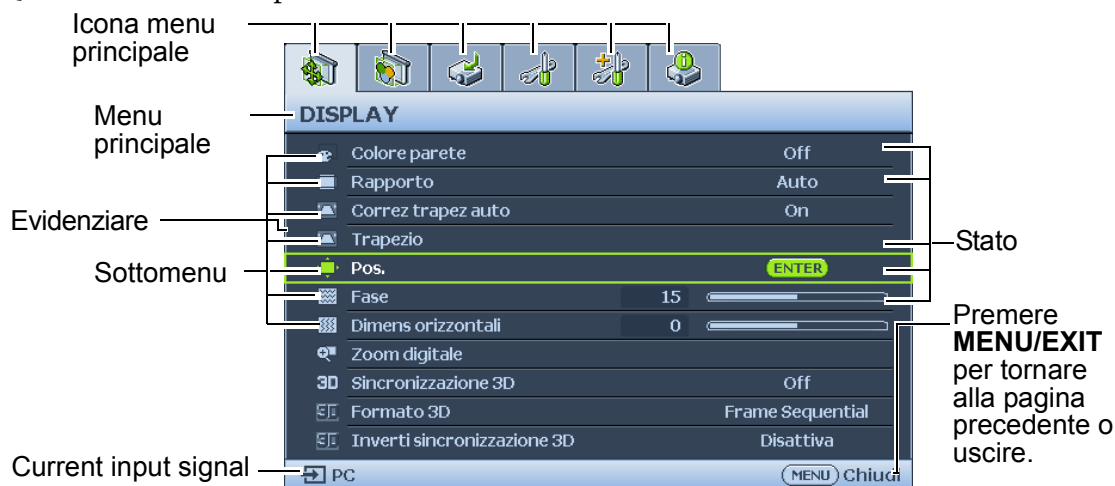 Icona menu
principale
Menu
principale
DISPLAY
Colore parete Off
Rapporto Auto
Correz trapez auto On
Evidenziare
Trapezio
Stato
Sottomenu
Pos. ENTER
Fase 15
Dimens orizzontali 0
Premere
MENU/EXIT
per tornare
alla pagina
precedente o
uscire.
Zoom digitale
3D Sincronizzazione 3D Off
Formato 3D Frame Sequential
Inverti sincronizzazione 3D Disattiva
Current input signal
PC
MENU Chiudi